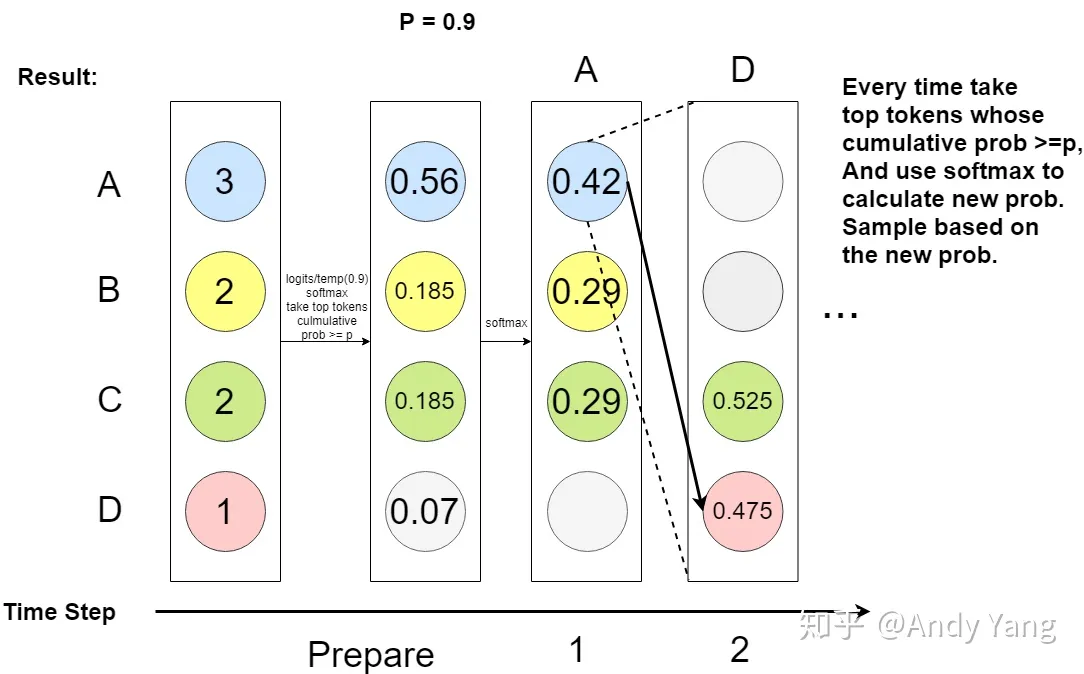 P = 0.9
Result:
A
D
Every time take
top tokens whose
cumulative prob >=p,
And use softmax to
calculate new prob.
Sample based on
the new prob.
A
3
0.56
0.42
B
2
logits/temp(0.9)
softmax
take top tokens
culmulative
prob >= p
0.185
softmax
0.29
...
C
2
0.185
0.29
0.525
D
1
0.07
0.475
Time Step
知乎 @Andy Yang
Prepare
1
2